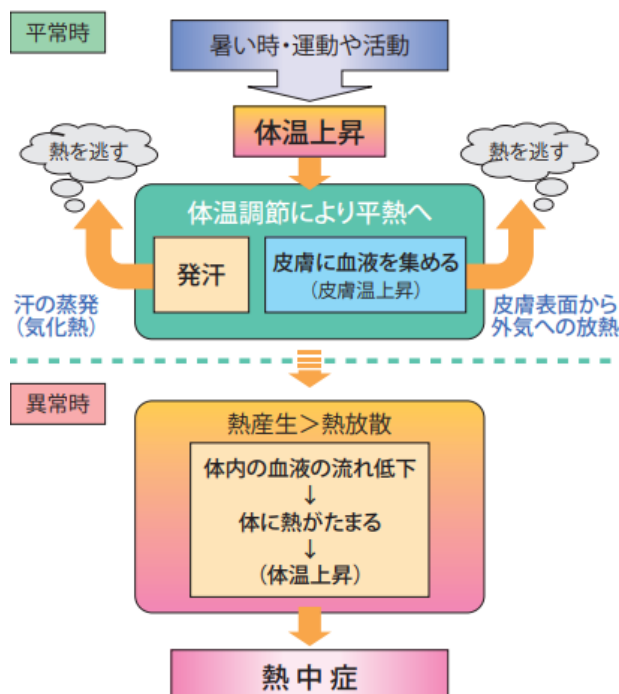 平常時
暑い時・運動や活動
体温上昇
熱を逃す
熱を逃す
体温調節により平熱へ
発汗
皮膚に血液を集める
(皮膚温上昇)
汗の蒸発
(気化熱)
皮膚表面から
外気への放熱
異常時
熱産生＞熱放散
体内の血液の流れ低下
↓
体に熱がたまる
↓
(体温上昇)
熱中症